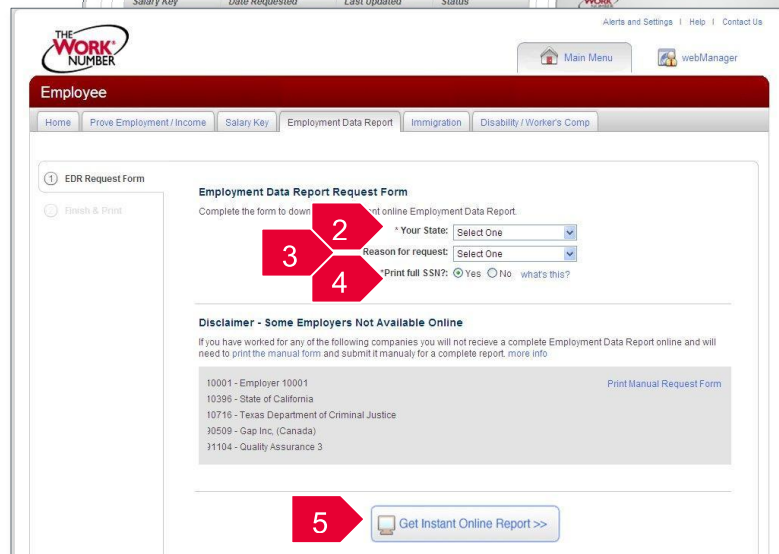 Salary Key Date Requested Last Updated Status WORK
Alerts and Settings | Help | Contact Us
THE
WORK
NUMBER
Main Menu webManager
Employee
Home Prove Employment / Income Salary Key Employment Data Report Immigration Disability / Worker's Comp
1 EDR Request Form
Finish & Print
Employment Data Report Request Form
Complete the form to down nt online Employment Data Report.
2 * Your State: Select One
3 Reason for request: Select One
4 *Print full SSN?: Yes No what's this?
Disclaimer - Some Employers Not Available Online
If you have worked for any of the following companies you will not recieve a complete Employment Data Report online and will
need to print the manual form and submit it manualy for a complete report. more info
10001 - Employer 10001 Print Manual Request Form
10396 - State of California
10716 - Texas Department of Criminal Justice
90509 - Gap Inc, (Canada)
91104 - Quality Assurance 3
5 Get Instant Online Report >>